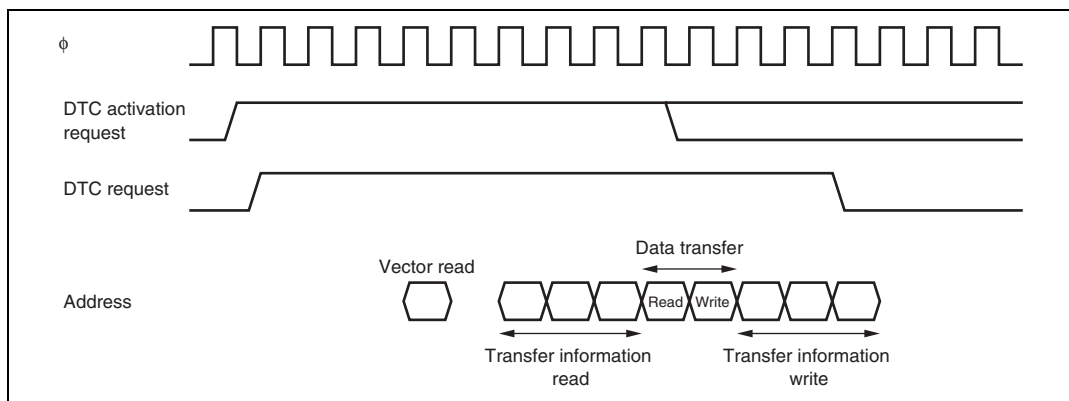 φ
DTC activation
request
DTC request
Data transfer
Vector read
Address
Read
Write
Transfer information
read
Transfer information
write